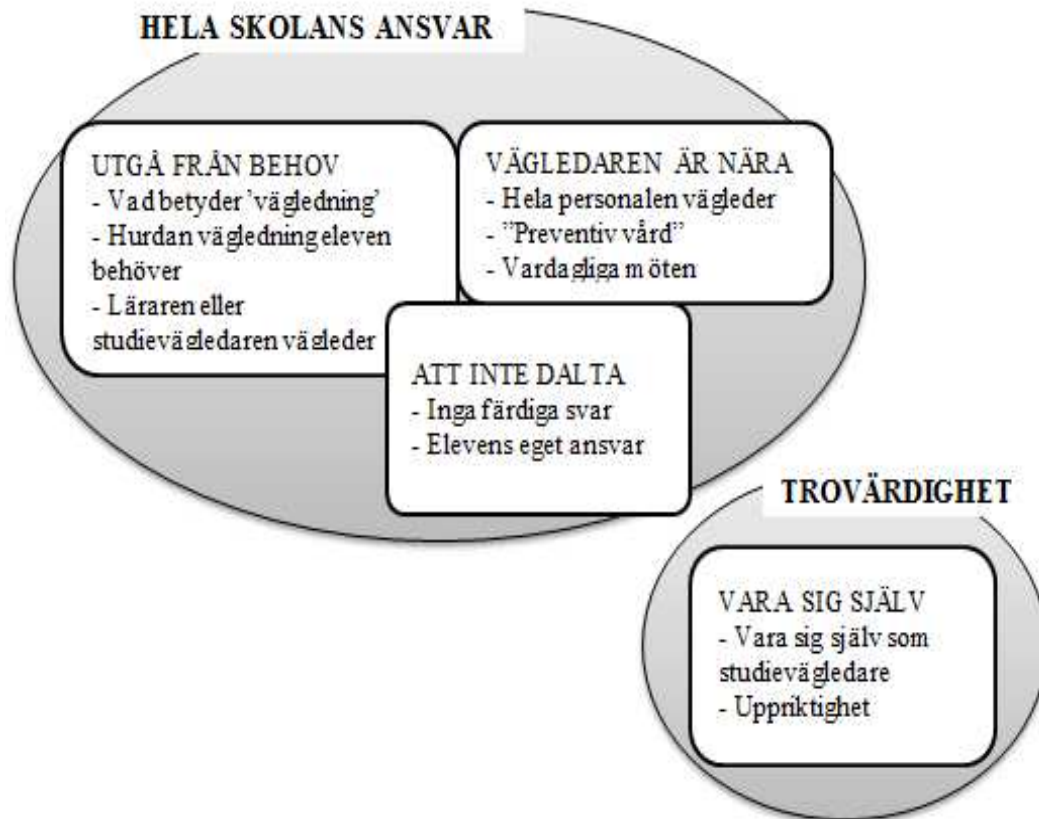 HELA SKOLANS ANSVAR
UTGÅ FRÅN BEHOV
- Vad betyder ’vägledning’
- Hurdan vägledning eleven
behöver
- Läraren eller
studievägledaren vägleder
VÄGLEDAREN ÄR NÄRA
- Hela personalen vägleder
- ”Preventiv vård”
- Vardagliga möten
ATT INTE DALTA
- Inga färdiga svar
- Elevens eget ansvar
TROVÄRDIGHET
VARA SIG SJÄLV
- Vara sig själv som
studievägledare
- Uppriktighet